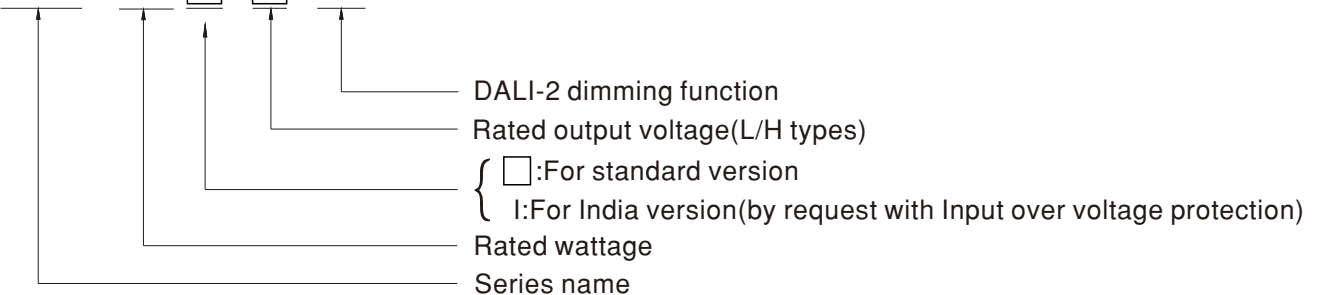 DALI-2 dimming function
Rated output voltage(L/H types)
□:For standard version
I:For India version(by request with Input over voltage protection)
Rated wattage
Series name